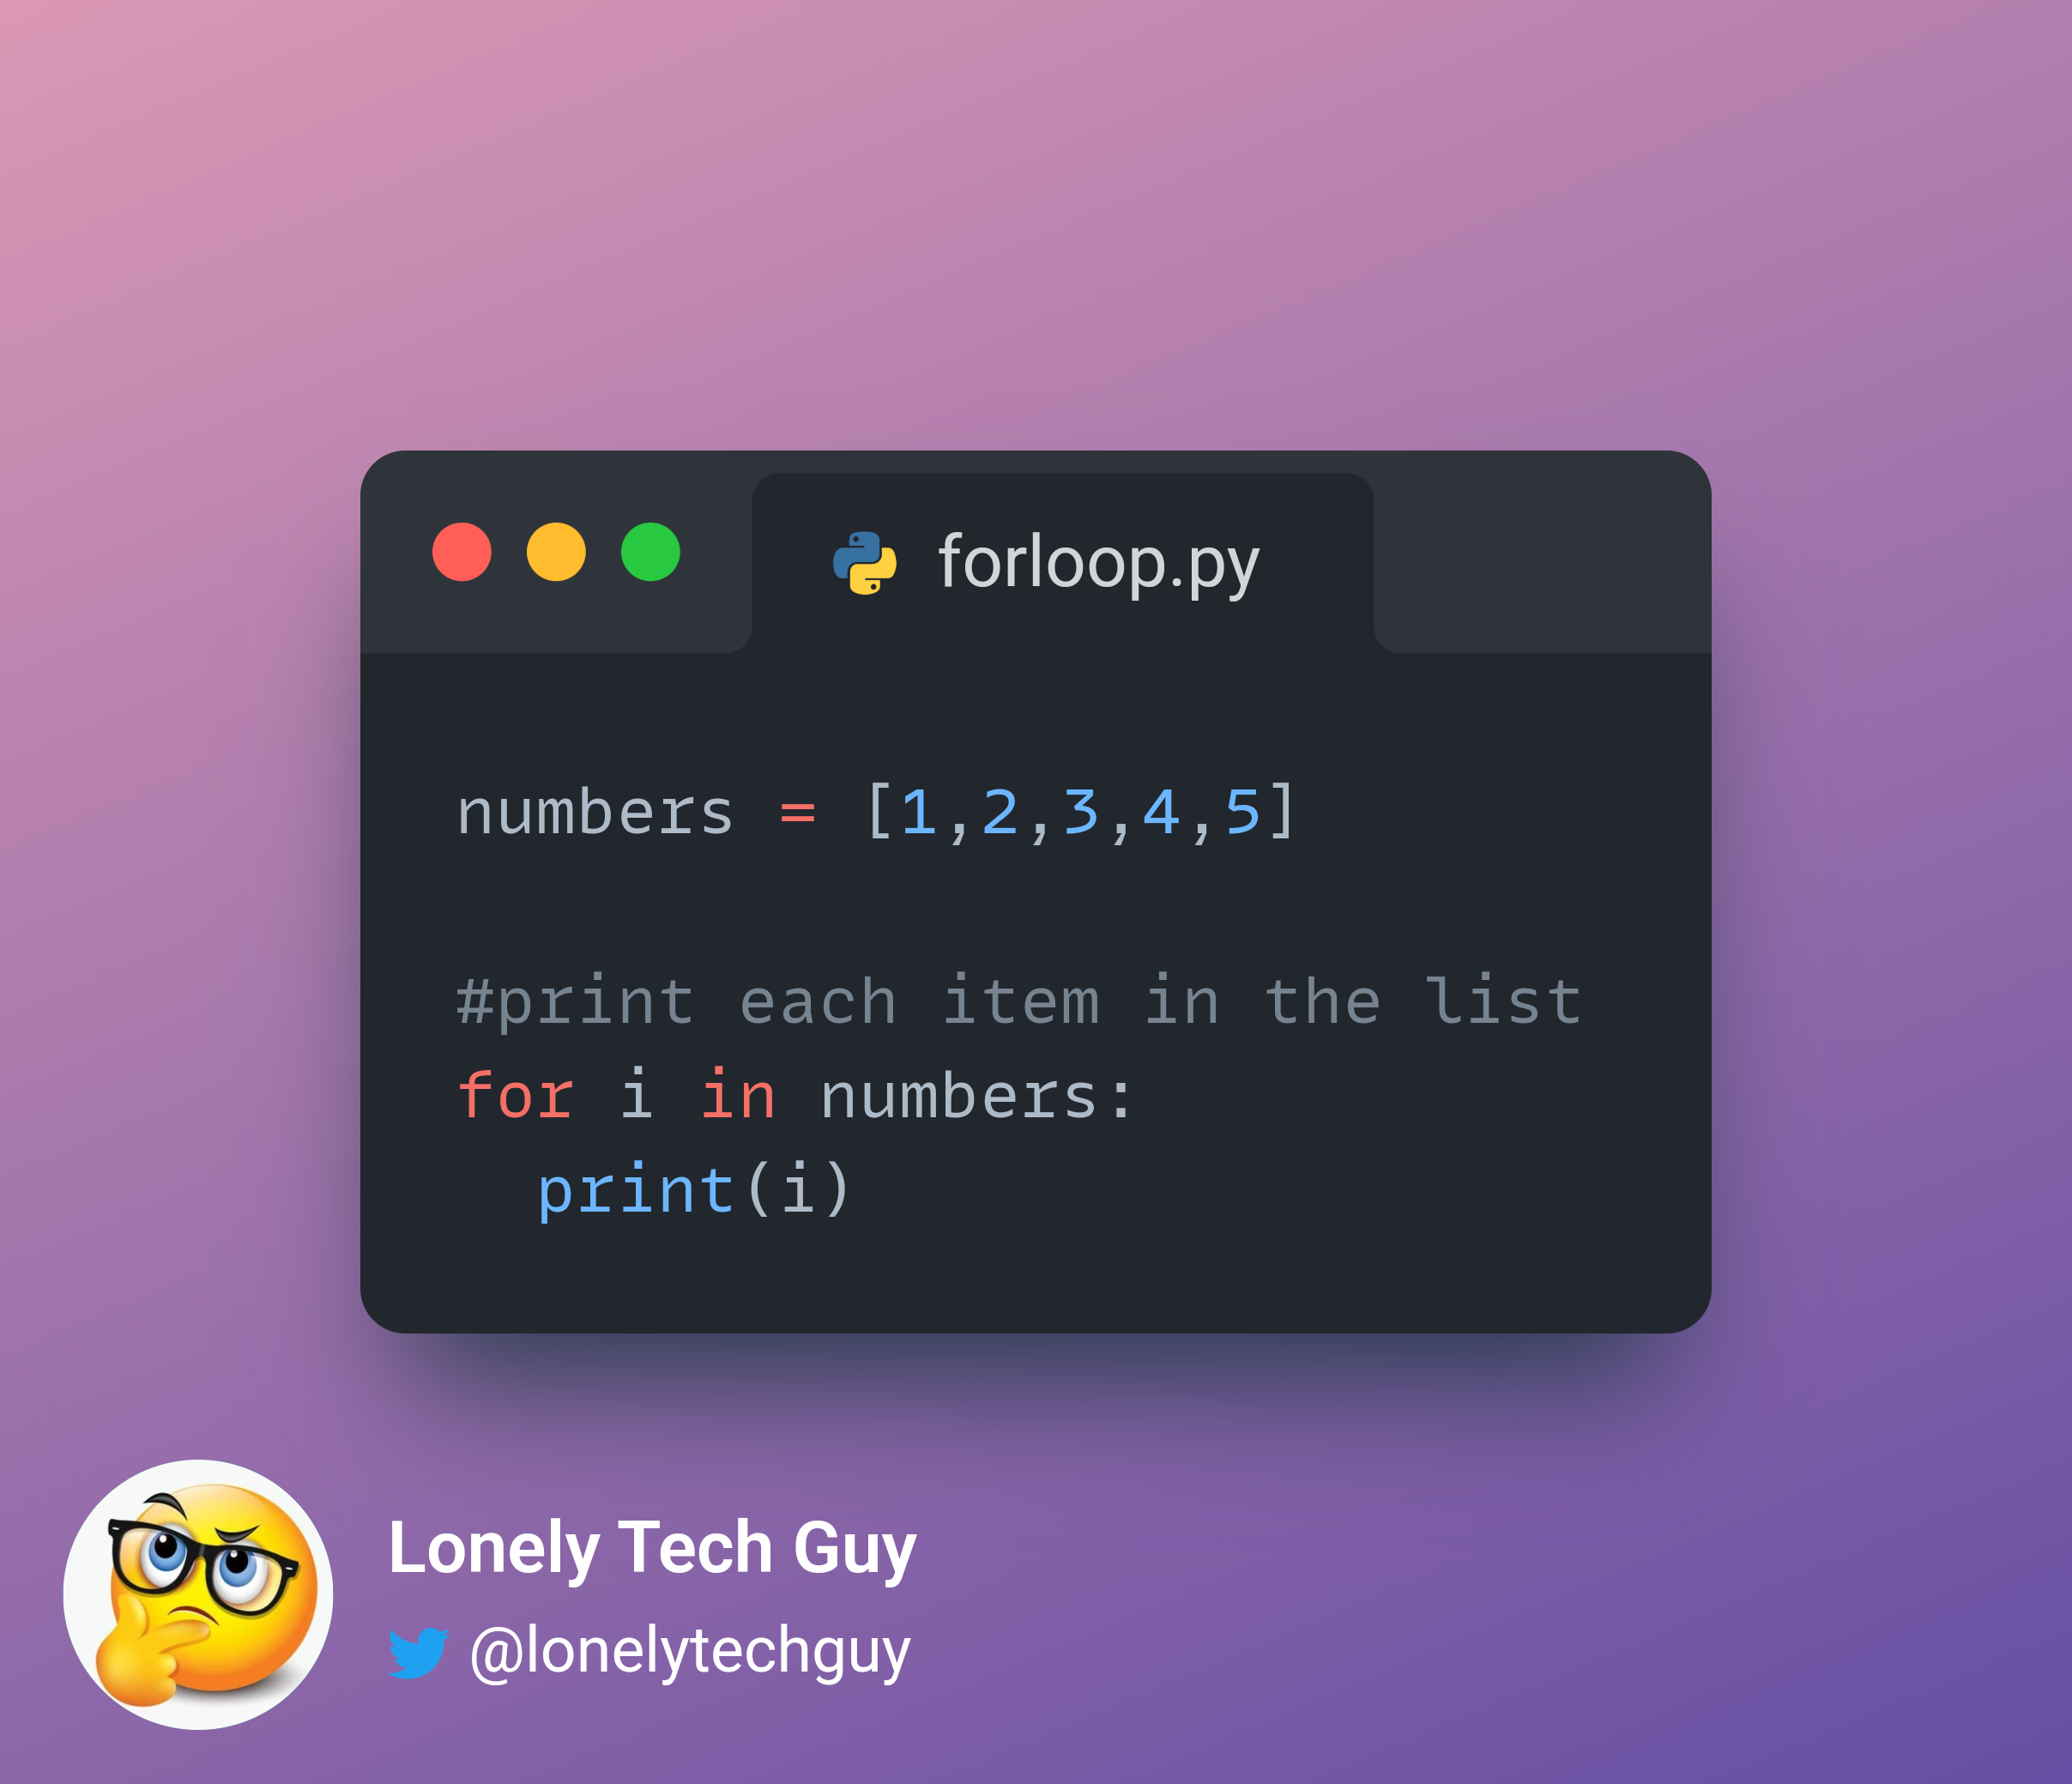 forloop.py
numbers = [1,2,3,4,5]
#print each item in the list
for i in numbers:
  print(i)
Lonely Tech Guy
@lonelytechguy